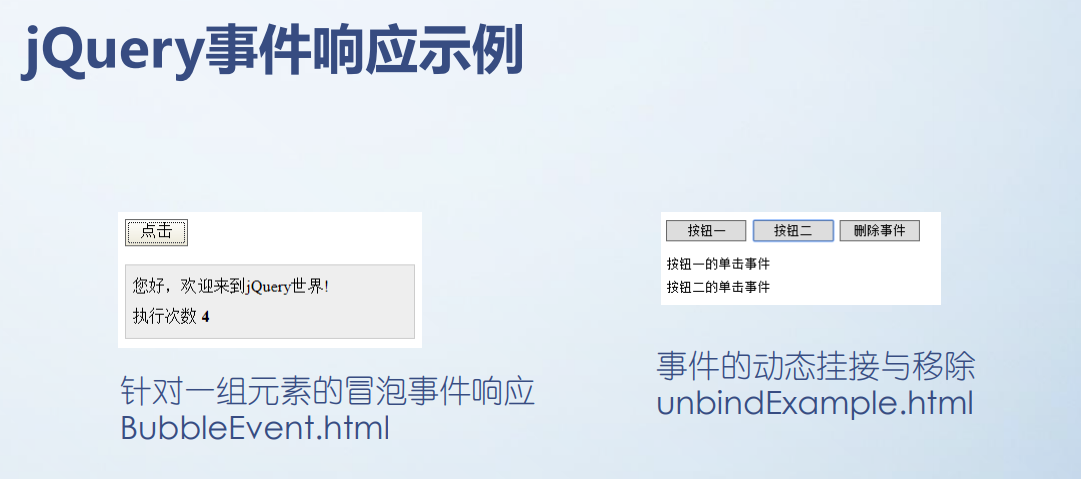 jQuery事件响应示例
点击
您好，欢迎来到jQuery世界!
执行次数 4
针对一组元素的冒泡事件响应
BubbleEvent.html
按钮一 按钮二 删除事件
按钮一的单击事件
按钮二的单击事件
事件的动态挂接与移除
unbindExample.html